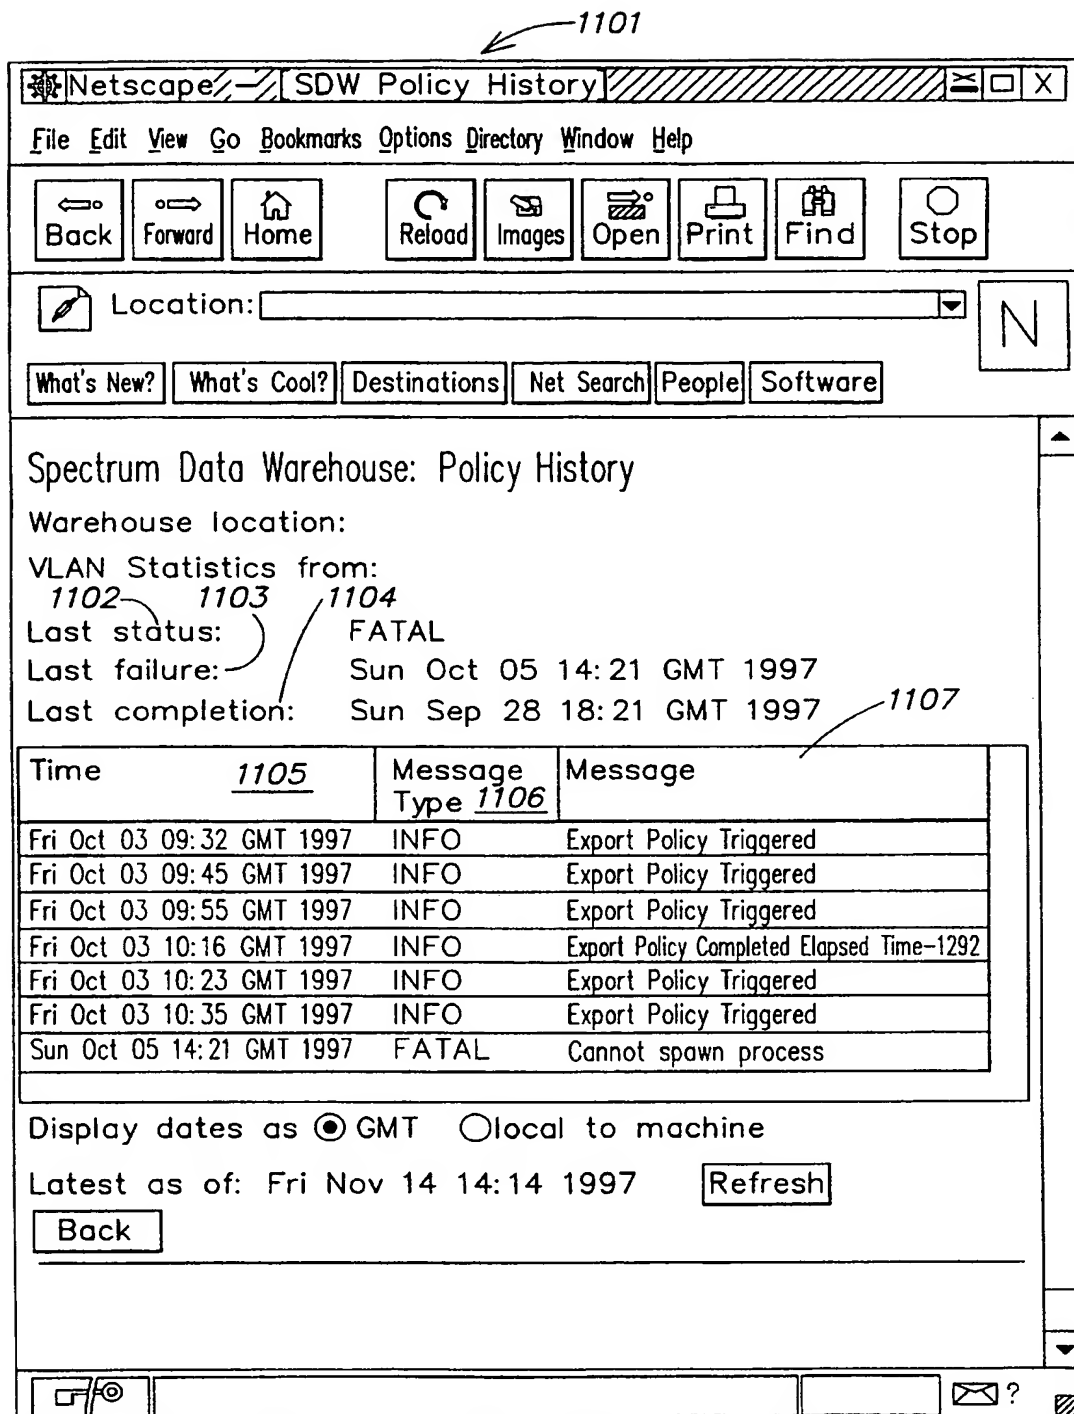 1101
Netscape - [SDW Policy History] X
File Edit View Go Bookmarks Options Directory Window Help
Back Forward Home Reload Images Open Print Find Stop
Location: N
What's New? What's Cool? Destinations Net Search People Software
Spectrum Data Warehouse: Policy History
Warehouse location:
VLAN Statistics from:
1102 1103 1104
Last status: FATAL
Last failure: Sun Oct 05 14:21 GMT 1997
Last completion: Sun Sep 28 18:21 GMT 1997
1107
Time 1105 Message Type 1106 Message
Fri Oct 03 09:32 GMT 1997 INFO Export Policy Triggered
Fri Oct 03 09:45 GMT 1997 INFO Export Policy Triggered
Fri Oct 03 09:55 GMT 1997 INFO Export Policy Triggered
Fri Oct 03 10:16 GMT 1997 INFO Export Policy Completed Elapsed Time-1292
Fri Oct 03 10:23 GMT 1997 INFO Export Policy Triggered
Fri Oct 03 10:35 GMT 1997 INFO Export Policy Triggered
Sun Oct 05 14:21 GMT 1997 FATAL Cannot spawn process
Display dates as GMT local to machine
Latest as of: Fri Nov 14 14:14 1997 Refresh
Back
?